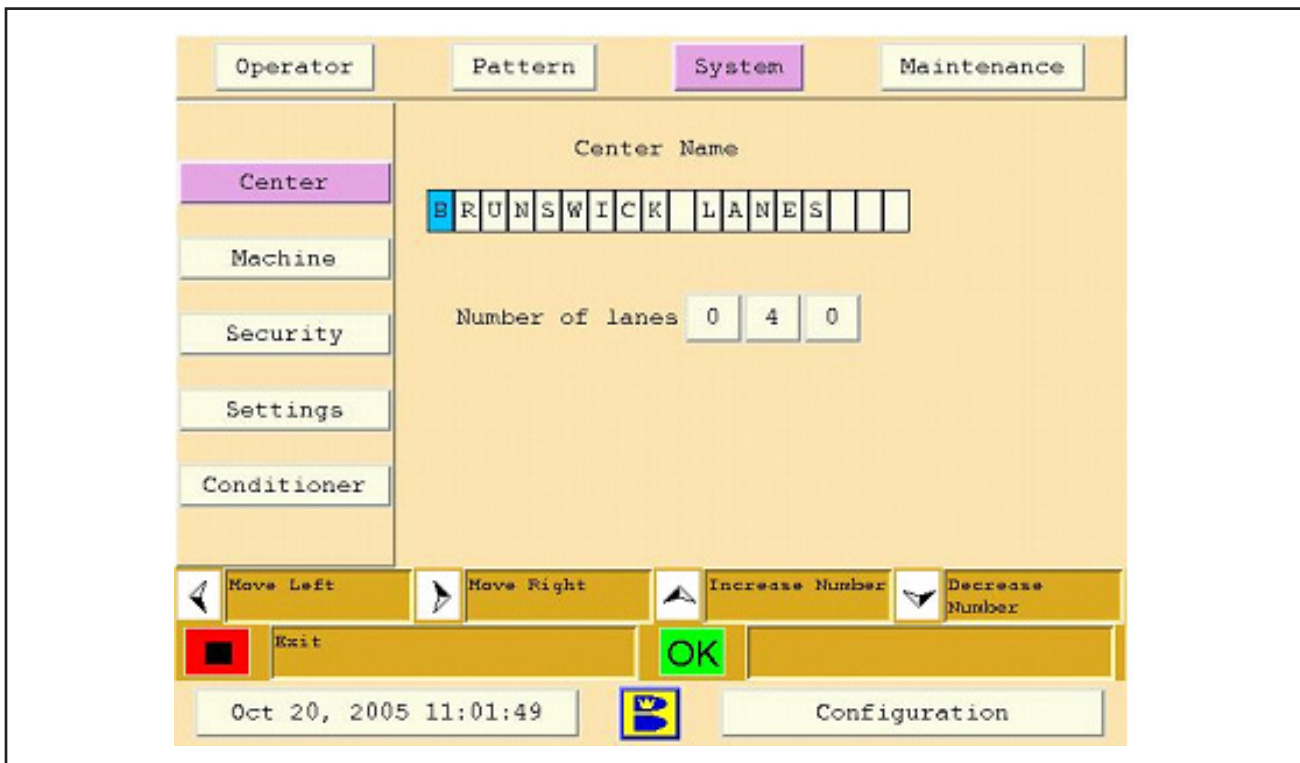 Operator Pattern System Maintenance
Center Name
Center
BRUNSWICK LANES
Machine
Number of lanes 0 4 0
Security
Settings
Conditioner
Move Left Move Right Increase Number Decrease
Number
Exit OK
Oct 20, 2005 11:01:49 B Configuration